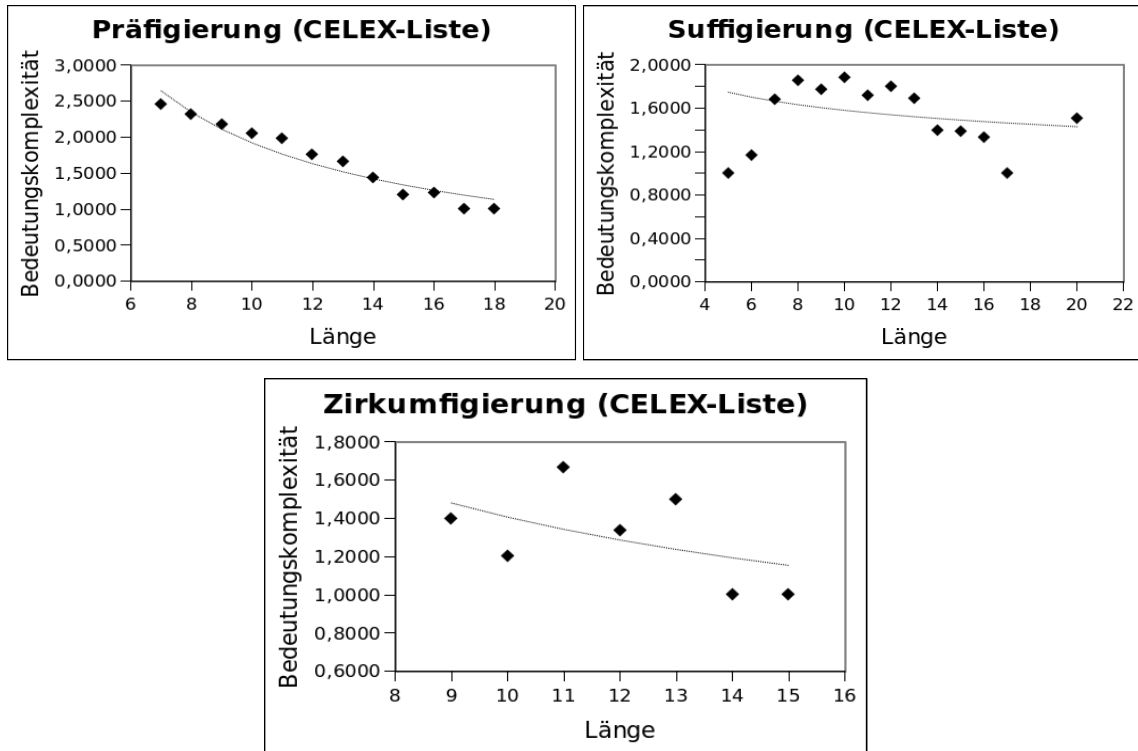 Präfigierung (CELEX-Liste)
Bedeutungskomplexität
3,0000
2,5000
2,0000
1,5000
1,0000
0,5000
0,0000
6 8 10 12 14 16 18 20
Länge
Suffigierung (CELEX-Liste)
Bedeutungskomplexität
2,0000
1,6000
1,2000
0,8000
0,4000
0,0000
4 6 8 10 12 14 16 18 20 22
Länge
Zirkumfigierung (CELEX-Liste)
Bedeutungskomplexität
1,8000
1,6000
1,4000
1,2000
1,0000
0,8000
0,6000
8 9 10 11 12 13 14 15 16
Länge